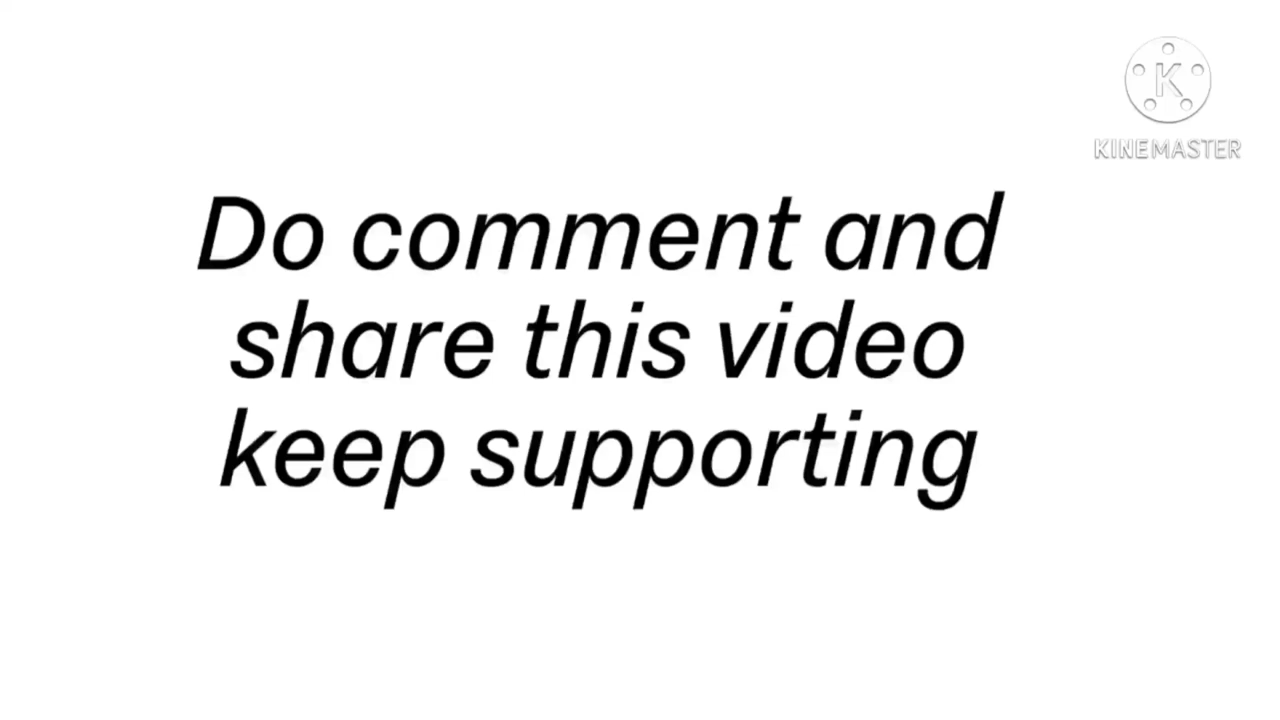 K
KINEMASTER
Do comment and
share this video
keep supporting